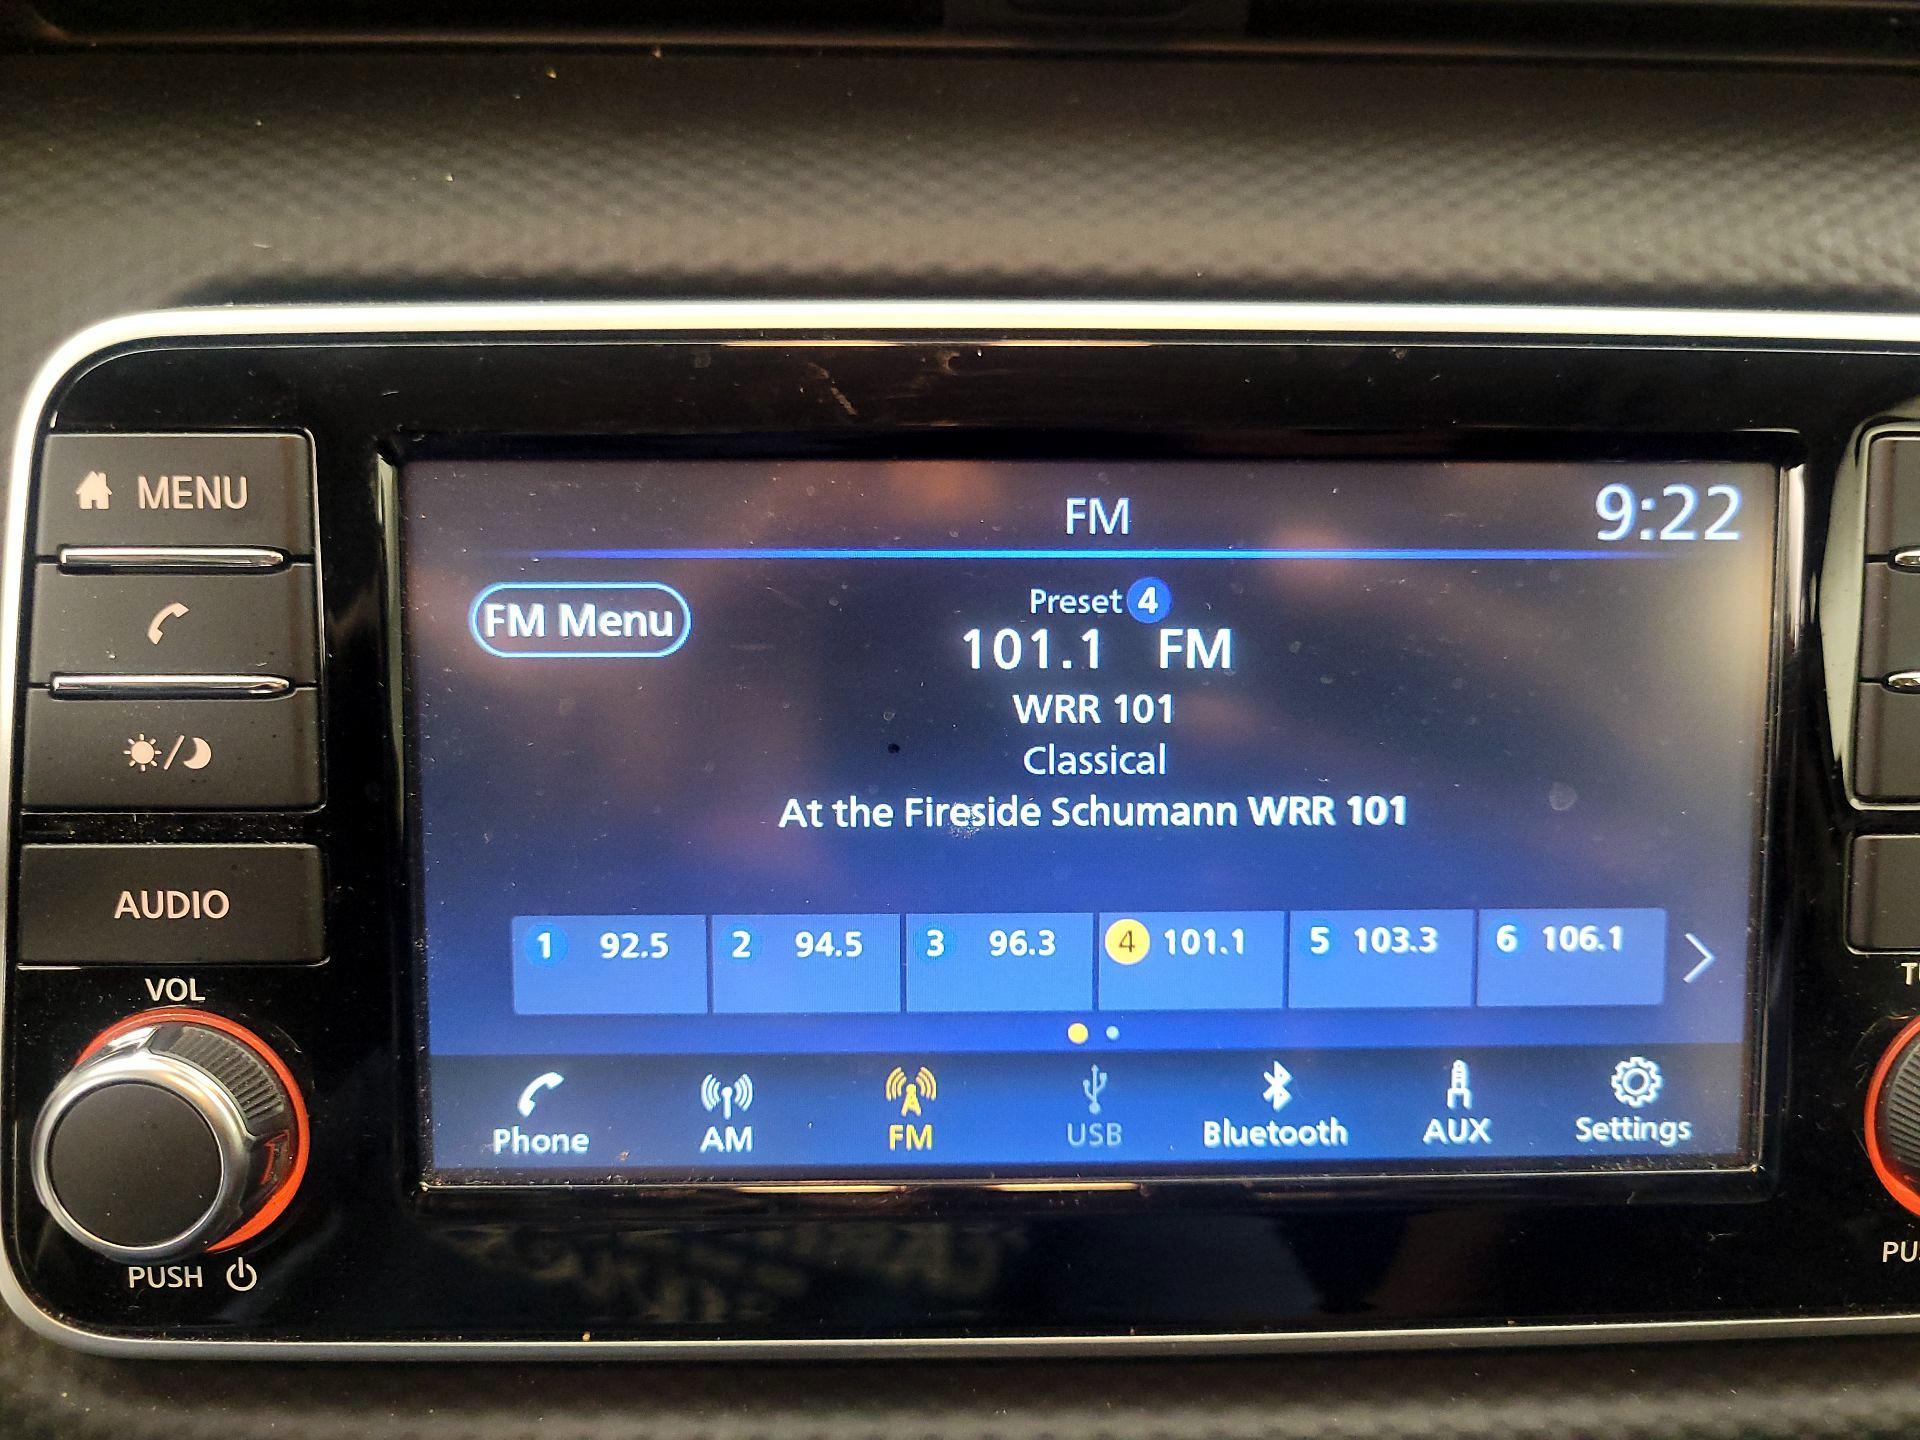 MENU
AUDIO
VOL
PUSH
FM
9:22
FM Menu
Preset 4
101.1 FM
WRR 101
Classical
At the Fireside Schumann WRR 101
1 92.5 2 94.5 3 96.3 4 101.1 5 103.3 6 106.1
Phone AM FM USB Bluetooth AUX Settings